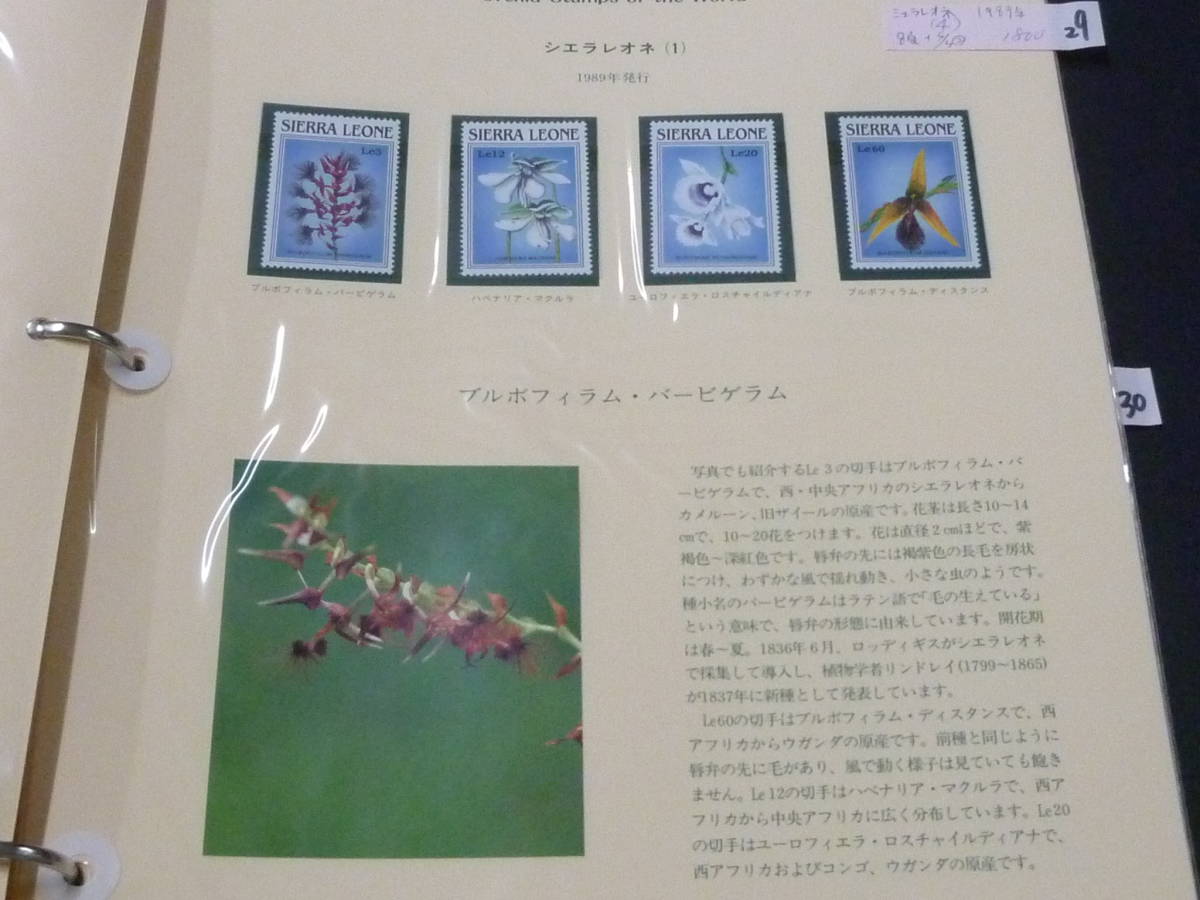 Orchid Stamps of the World
シエラレオネ (1)
1989年発行
シエラレオネ 1989年
(4)
1800
29
SIERRA LEONE
Le3
SIERRA LEONE
Le12
SIERRA LEONE
Le20
SIERRA LEONE
Le60
ブルボフィラム・バービゲラム
ハベナリア・マクルラ
ユーロフィエラ・ロスチャイルディアナ
ブルボフィラム・ディスタンス
30
ブルボフィラム・バービゲラム
写真でも紹介するLe 3の切手はブルボフィラム・バ
ービゲラムで、西・中央アフリカのシエラレオネから
カメルーン、旧ザイールの原産です。花茎は長さ10〜14
cmで、10〜20花をつけます。花は直径2cmほどで、紫
褐色〜深紅色です。唇弁の先には褐紫色の長毛を房状
につけ、わずかな風で揺れ動き、小さな虫のようです。
種小名のバービゲラムはラテン語で「毛の生えている」
という意味で、唇弁の形態に由来しています。開花期
は春〜夏。1836年6月、ロッディギスがシエラレオネ
で採集して導入し、植物学者リンドレイ(1799〜1865)
が1837年に新種として発表しています。
Le60の切手はブルボフィラム・ディスタンスで、西
アフリカからウガンダの原産です。前種と同じように
唇弁の先に毛があり、風で動く様子は見ていても飽き
ません。Le12の切手はハベナリア・マクルラで、西ア
フリカから中央アフリカに広く分布しています。Le20
の切手はユーロフィエラ・ロスチャイルディアナで、
西アフリカおよびコンゴ、ウガンダの原産です。